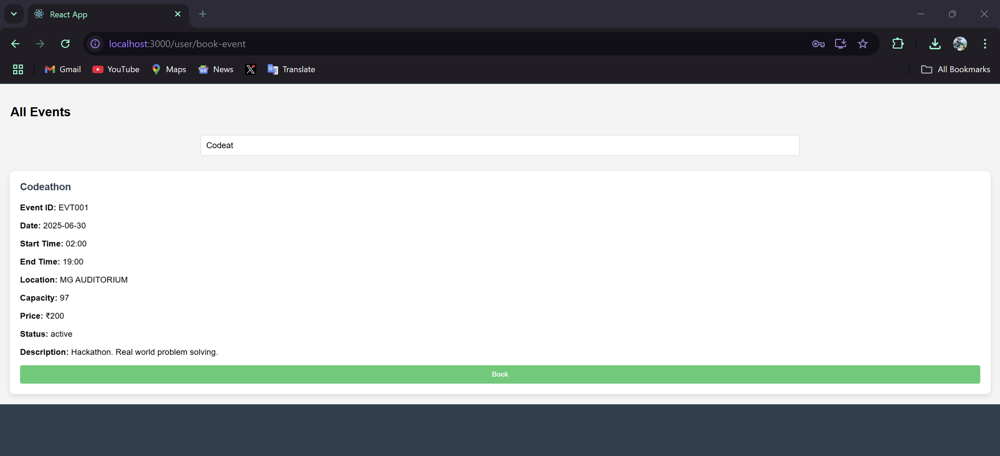 React App
localhost:3000/user/book-event
Gmail YouTube Maps News Translate All Bookmarks
All Events
Codeat
Codeathon
Event ID: EVT001
Date: 2025-06-30
Start Time: 02:00
End Time: 19:00
Location: MG AUDITORIUM
Capacity: 97
Price: ₹200
Status: active
Description: Hackathon. Real world problem solving.
Book